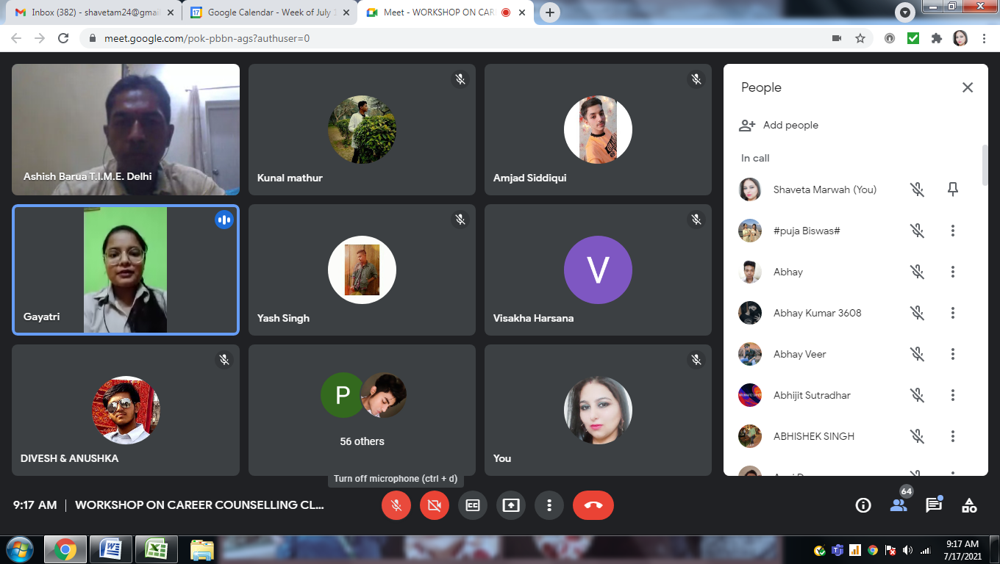 Inbox (382) - shavetam24@gmai
Google Calendar - Week of July 1
Meet - WORKSHOP ON CAR
meet.google.com/pok-pbbn-ags?authuser=0
Ashish Barua T.I.M.E. Delhi
Kunal mathur
Amjad Siddiqui
Gayatri
Yash Singh
V
Visakha Harsana
DIVESH & ANUSHKA
P
56 others
You
People
Add people
In call
Shaveta Marwah (You)
#puja Biswas#
Abhay
Abhay Kumar 3608
Abhay Veer
Abhijit Sutradhar
ABHISHEK SINGH
Turn off microphone (ctrl + d)
9:17 AM | WORKSHOP ON CAREER COUNSELLING CL...
CC
64
9:17 AM
7/17/2021